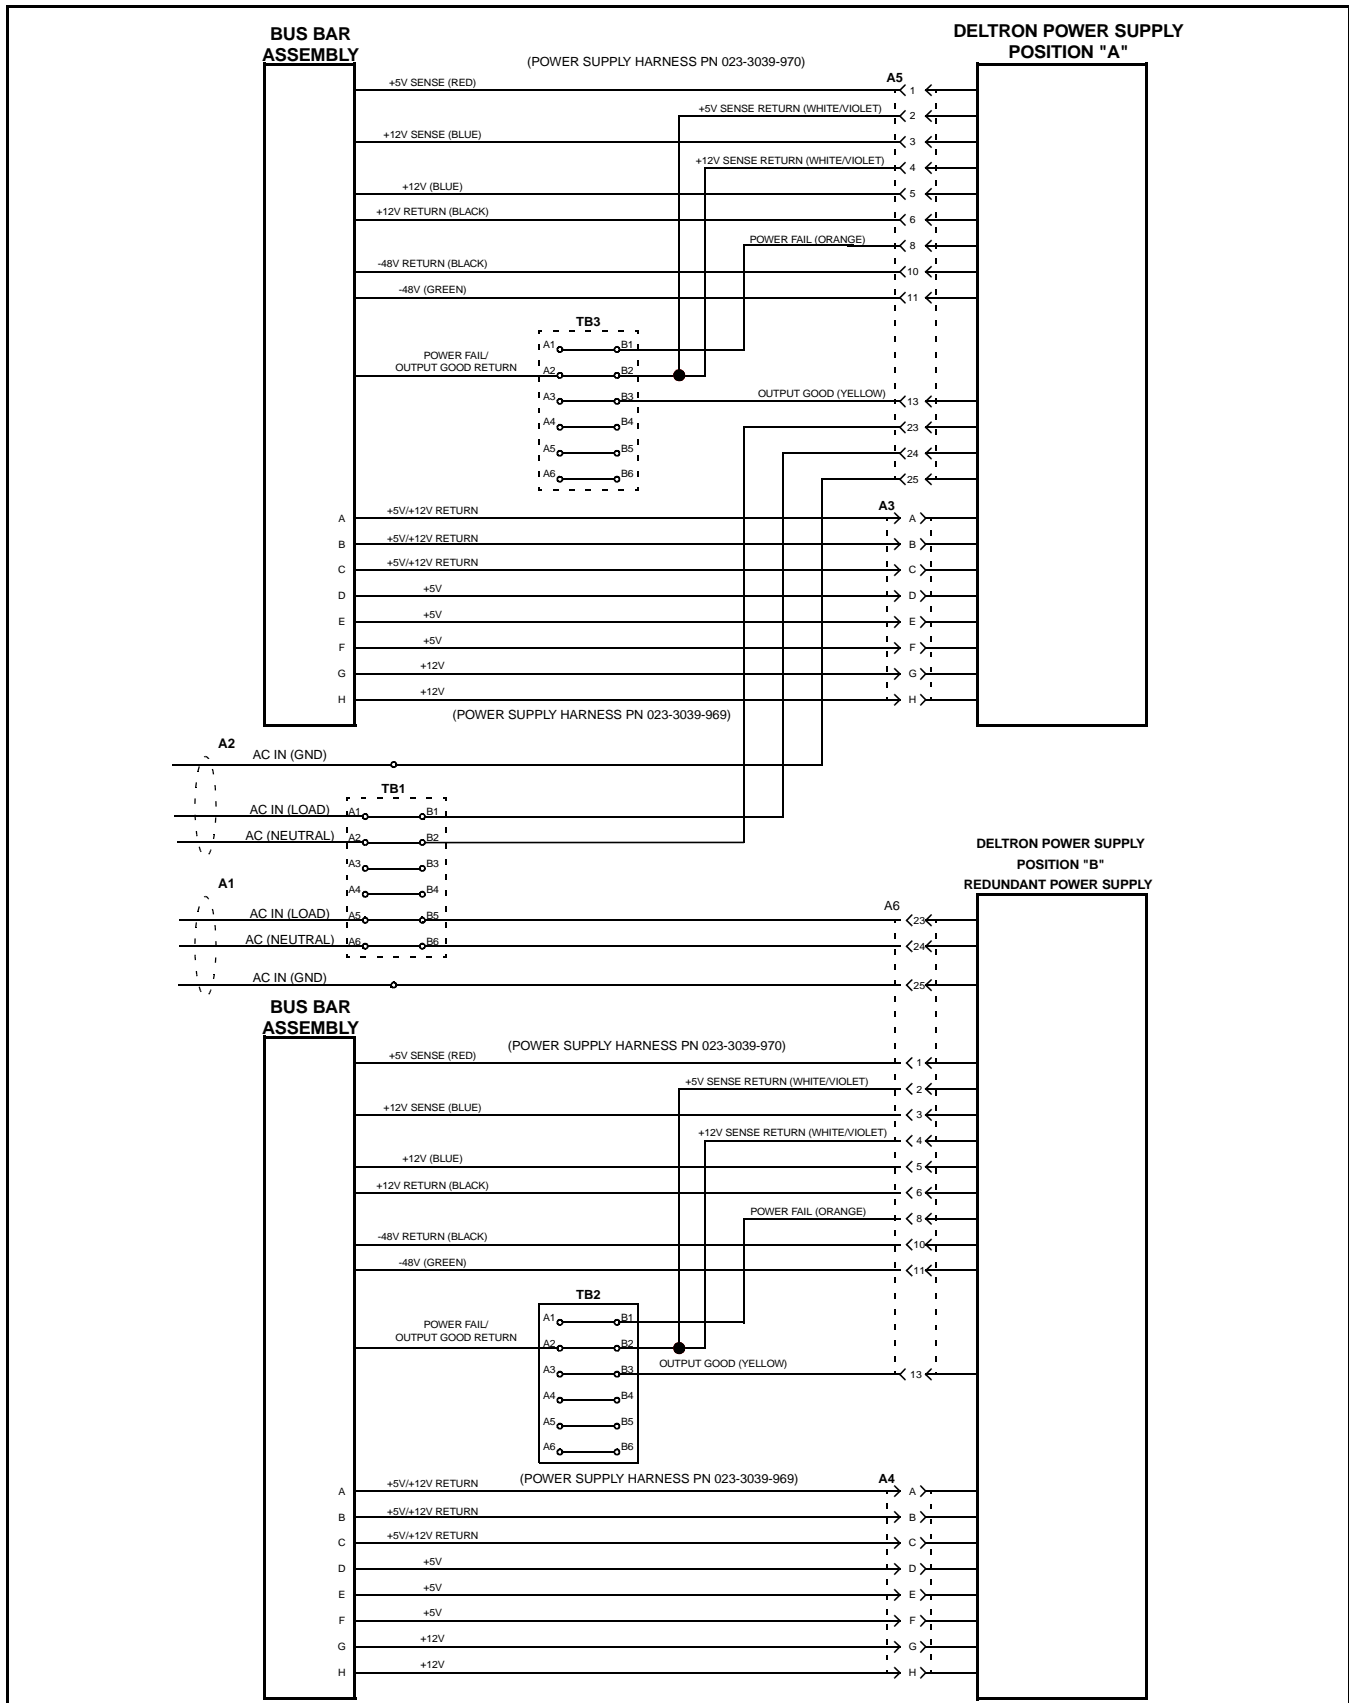 BUS BAR
ASSEMBLY
DELTRON POWER SUPPLY
POSITION "A"
(POWER SUPPLY HARNESS PN 023-3039-970)
A5
+5V SENSE (RED)
1
+5V SENSE RETURN (WHITE/VIOLET)
2
+12V SENSE (BLUE)
3
+12V SENSE RETURN (WHITE/VIOLET)
4
+12V (BLUE)
5
+12V RETURN (BLACK)
6
POWER FAIL (ORANGE)
8
-48V RETURN (BLACK)
10
-48V (GREEN)
11
TB3
A1 B1
POWER FAIL/
OUTPUT GOOD RETURN
A2 B2
A3 B3
OUTPUT GOOD (YELLOW)
13
A4 B4
23
A5 B5
24
A6 B6
25
A3
A +5V/+12V RETURN A
B +5V/+12V RETURN B
C +5V/+12V RETURN C
D +5V D
E +5V E
F +5V F
G +12V G
H +12V H
(POWER SUPPLY HARNESS PN 023-3039-969)
A2
AC IN (GND)
TB1
AC IN (LOAD) A1 B1
AC (NEUTRAL) A2 B2
A3 B3
A4 B4
A1
AC IN (LOAD) A5 B5
AC (NEUTRAL) A6 B6
AC IN (GND)
DELTRON POWER SUPPLY
POSITION "B"
REDUNDANT POWER SUPPLY
A6
23
24
25
BUS BAR
ASSEMBLY
(POWER SUPPLY HARNESS PN 023-3039-970)
+5V SENSE (RED)
1
+5V SENSE RETURN (WHITE/VIOLET)
2
+12V SENSE (BLUE)
3
+12V SENSE RETURN (WHITE/VIOLET)
4
+12V (BLUE)
5
+12V RETURN (BLACK)
6
POWER FAIL (ORANGE)
8
-48V RETURN (BLACK)
10
-48V (GREEN)
11
TB2
A1 B1
POWER FAIL/
OUTPUT GOOD RETURN
A2 B2
A3 B3
OUTPUT GOOD (YELLOW)
13
A4 B4
A5 B5
A6 B6
(POWER SUPPLY HARNESS PN 023-3039-969)
A4
A +5V/+12V RETURN A
B +5V/+12V RETURN B
C +5V/+12V RETURN C
D +5V D
E +5V E
F +5V F
G +12V G
H +12V H